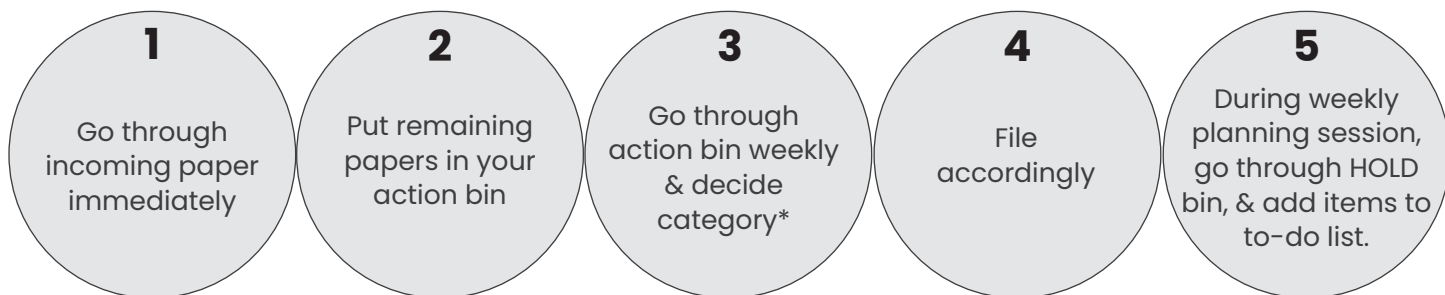 1
Go through
incoming paper
immediately
2
Put remaining
papers in your
action bin
3
Go through
action bin weekly
& decide
category*
4
File
accordingly
5
During weekly
planning session,
go through HOLD
bin, & add items to
to-do list.